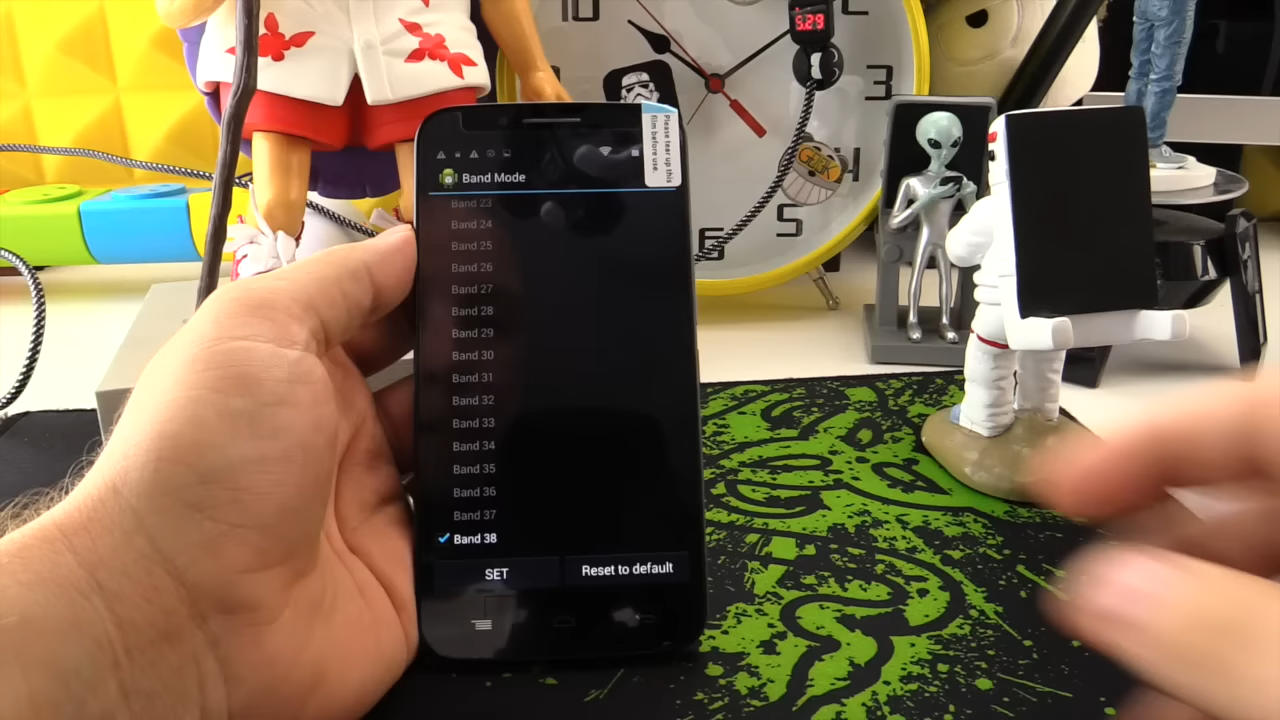 10
2
5.29
3
4
5
6
Please tear up this
film before use.
Band Mode
Band 23
Band 24
Band 25
Band 26
Band 27
Band 28
Band 29
Band 30
Band 31
Band 32
Band 33
Band 34
Band 35
Band 36
Band 37
Band 38
SET
Reset to default